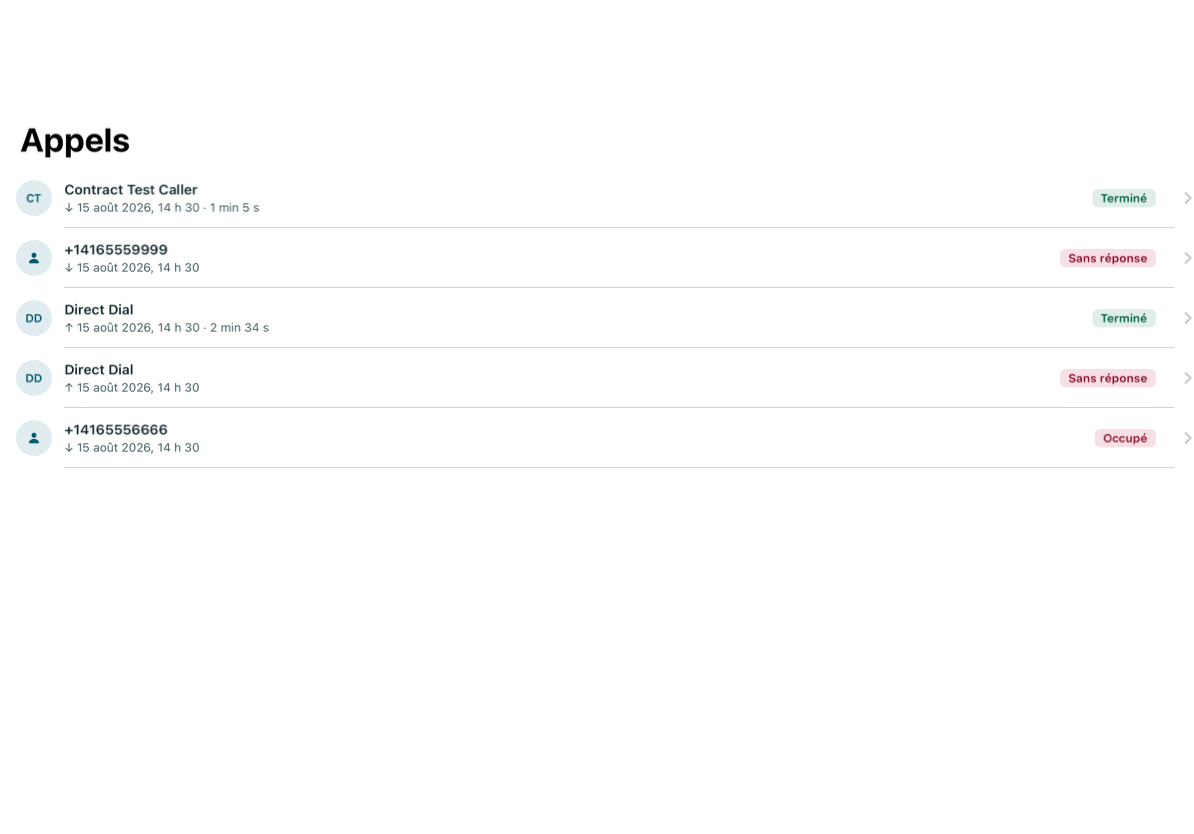 Appels
CT
Contract Test Caller
↓ 15 août 2026, 14 h 30 · 1 min 5 s
Terminé
+14165559999
↓ 15 août 2026, 14 h 30
Sans réponse
DD
Direct Dial
↑ 15 août 2026, 14 h 30 · 2 min 34 s
Terminé
DD
Direct Dial
↑ 15 août 2026, 14 h 30
Sans réponse
+14165556666
↓ 15 août 2026, 14 h 30
Occupé